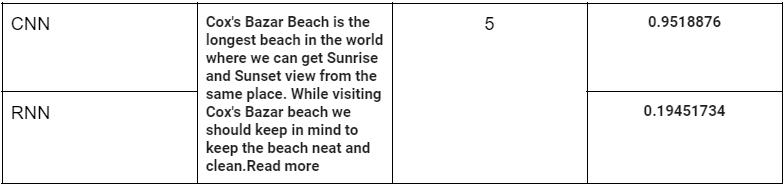 CNN
Cox's Bazar Beach is the
longest beach in the world
where we can get Sunrise
and Sunset view from the
same place. While visiting
Cox's Bazar beach we
should keep in mind to
keep the beach neat and
clean.Read more
5
0.9518876
RNN
0.19451734